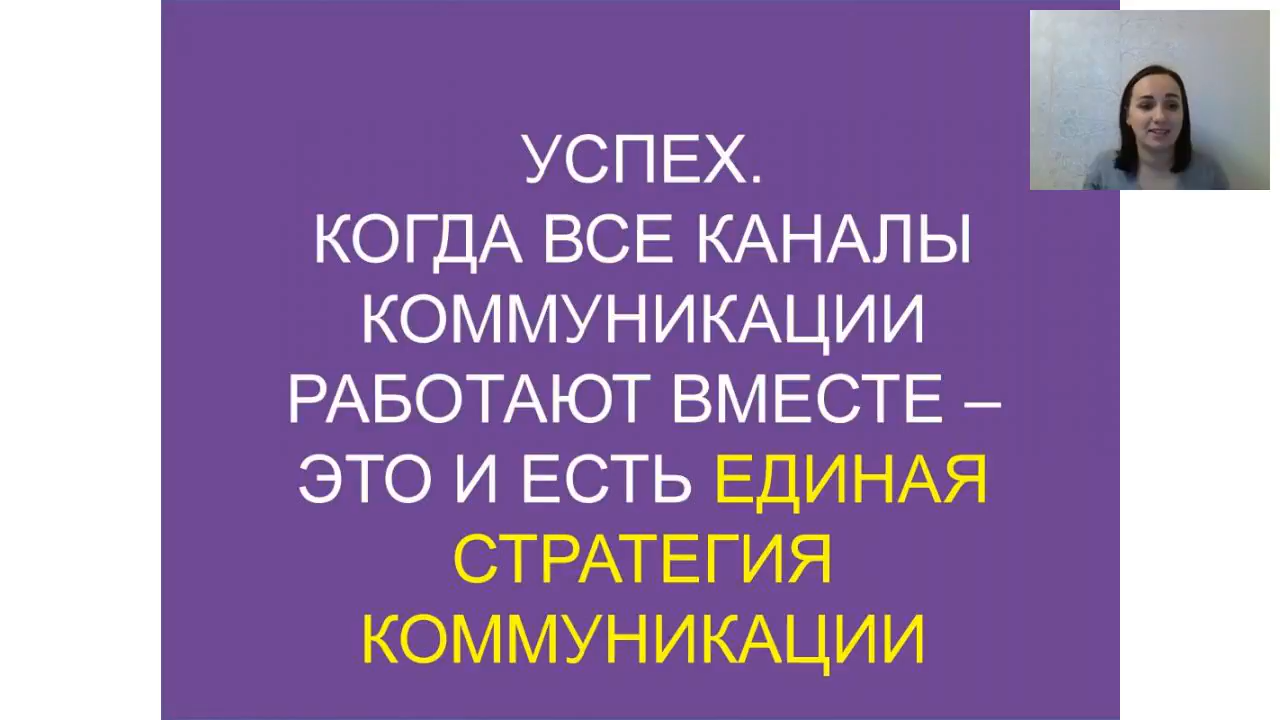 УСПЕХ.
КОГДА ВСЕ КАНАЛЫ
КОММУНИКАЦИИ
РАБОТАЮТ ВМЕСТЕ –
ЭТО И ЕСТЬ ЕДИНАЯ
СТРАТЕГИЯ
КОММУНИКАЦИИ